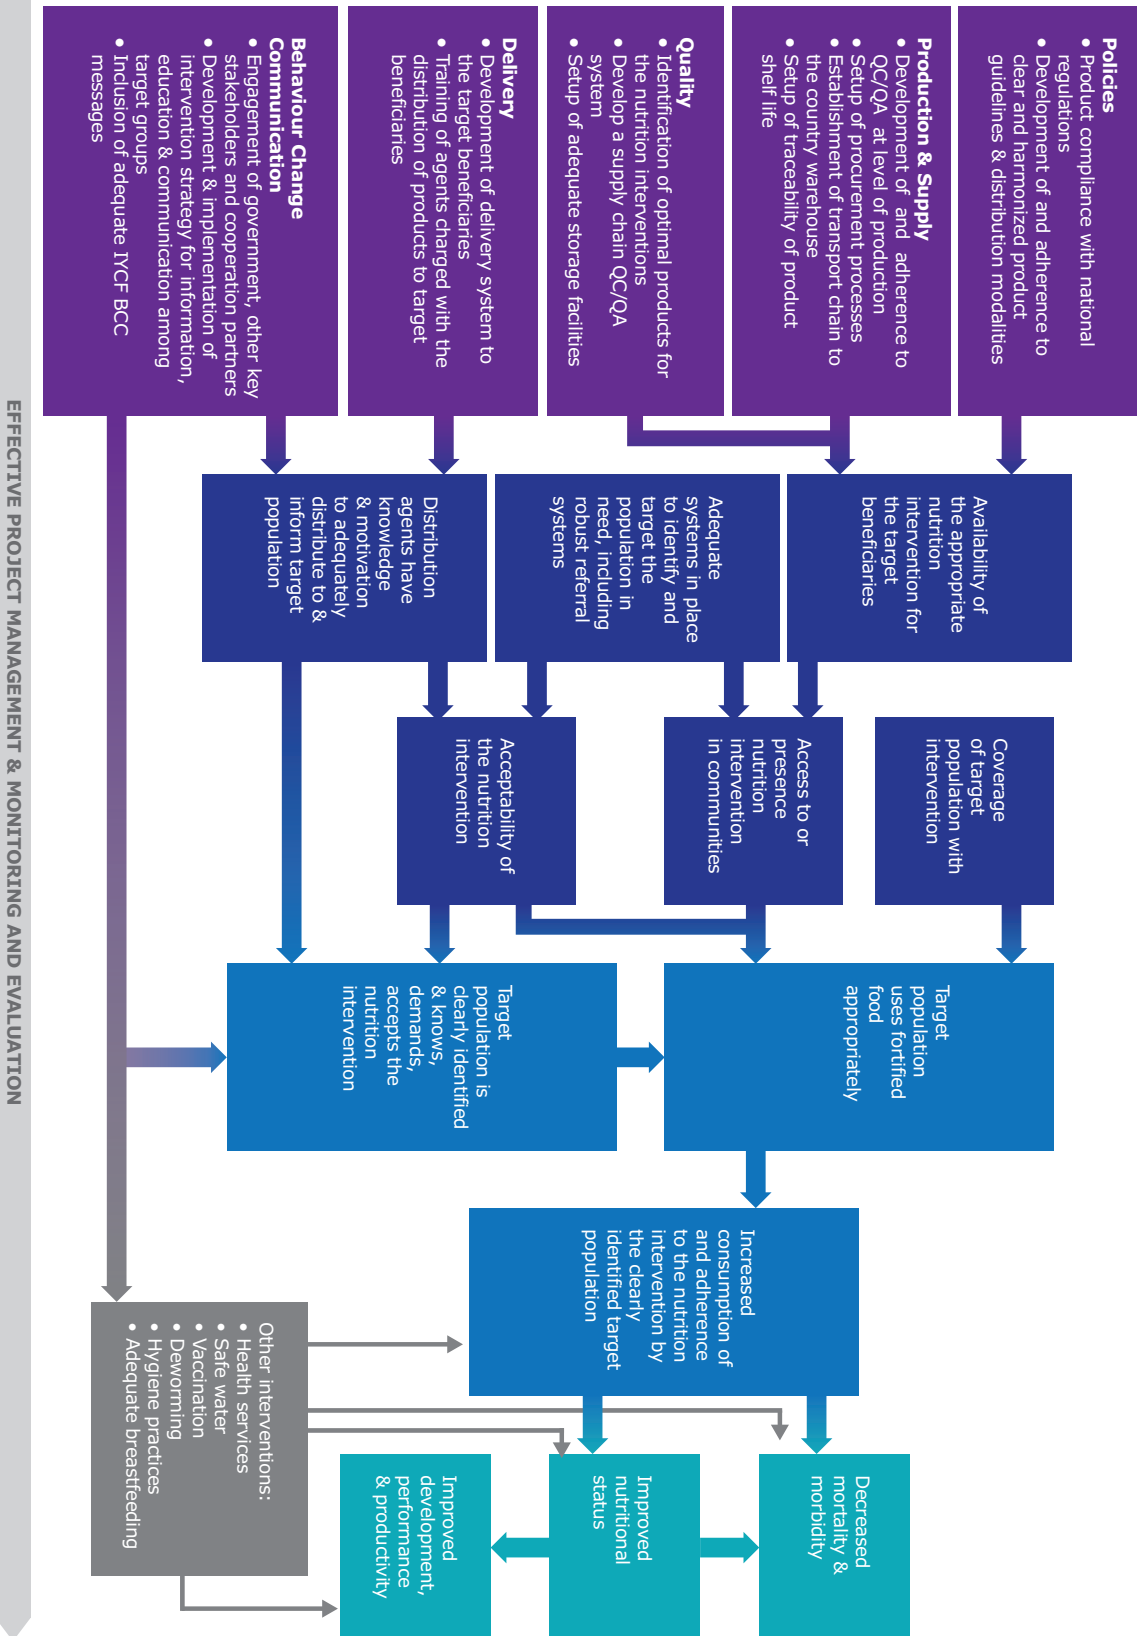 Policies
• Product compliance with national
regulations
• Development of and adherence to
clear and harmonized product
guidelines & distribution modalities
Production & Supply
• Development of and adherence to
QC/QA at level of production
• Setup of procurement processes
• Establishment of transport chain to
the country warehouse
• Setup of traceability of product
shelf life
Quality
• Identification of optimal products for
the nutrition interventions
• Develop a supply chain QC/QA
system
• Setup of adequate storage facilities
Delivery
• Development of delivery system to
the target beneficiaries
• Training of agents charged with the
distribution of products to target
beneficiaries
Behaviour Change
Communication
• Engagement of government, other key
stakeholders and cooperation partners
• Development & implementation of
intervention strategy for information,
education & communication among
target groups
• Inclusion of adequate IYCF BCC
messages
Availability of
the appropriate
nutrition
intervention for
the target
beneficiaries
Adequate
systems in place
to identify and
target the
population in
need, including
robust referral
systems
Distribution
agents have
knowledge
& motivation
to adequately
distribute to &
inform target
population
Coverage
of target
population with
intervention
Access to or
presence
nutrition
intervention
in communities
Acceptability of
the nutrition
intervention
Target
population
uses fortified
food
appropriately
Target
population is
clearly identified
& knows,
demands,
accepts the
nutrition
intervention
Increased
consumption of
and adherence
to the nutrition
intervention by
the clearly
identified target
population
Other interventions:
• Health services
• Safe water
• Vaccination
• Deworming
• Hygiene practices
• Adequate breastfeeding
Decreased
mortality &
morbidity
Improved
nutritional
status
Improved
development,
performance
& productivity
EFFECTIVE PROJECT MANAGEMENT & MONITORING AND EVALUATION